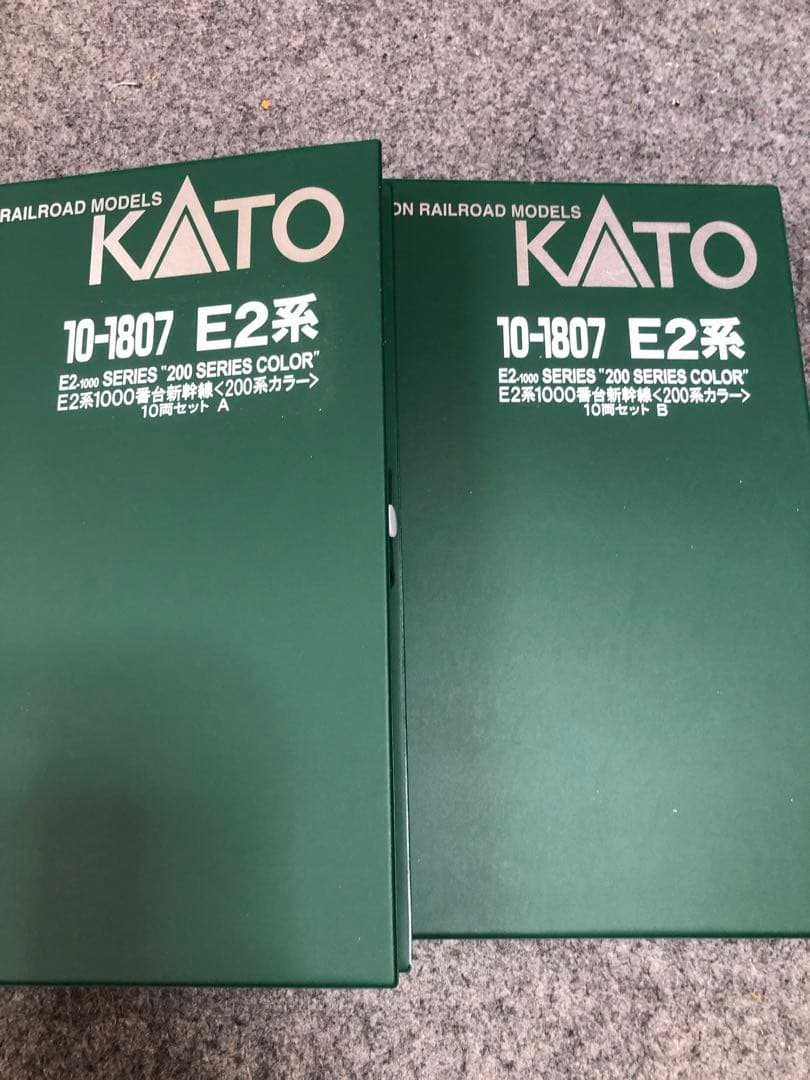 RAILROAD MODELS
KATO
10-1807 E2系
E2-1000 SERIES "200 SERIES COLOR"
E2系1000番台新幹線<200系カラー>
10両セット A
ON RAILROAD MODELS
KATO
10-1807 E2系
E2-1000 SERIES "200 SERIES COLOR"
E2系1000番台新幹線<200系カラー>
10両セット B